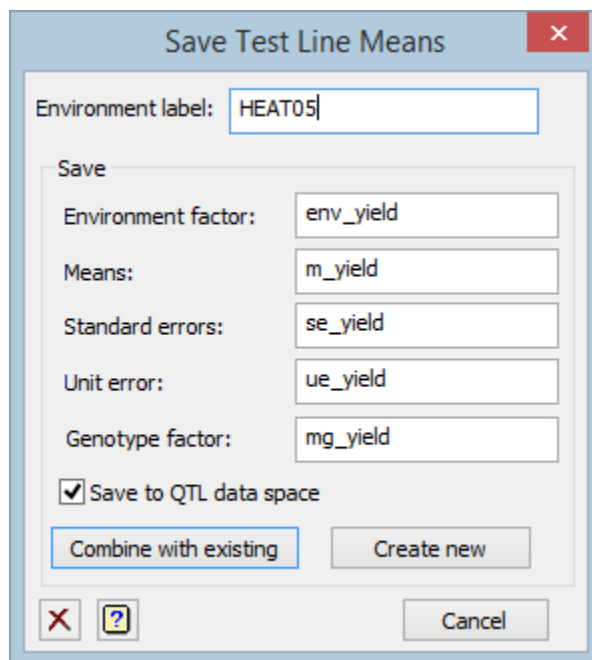 Save Test Line Means
Environment label: HEAT05
Save
Environment factor: env_yield
Means: m_yield
Standard errors: se_yield
Unit error: ue_yield
Genotype factor: mg_yield
Save to QTL data space
Combine with existing Create new
? Cancel